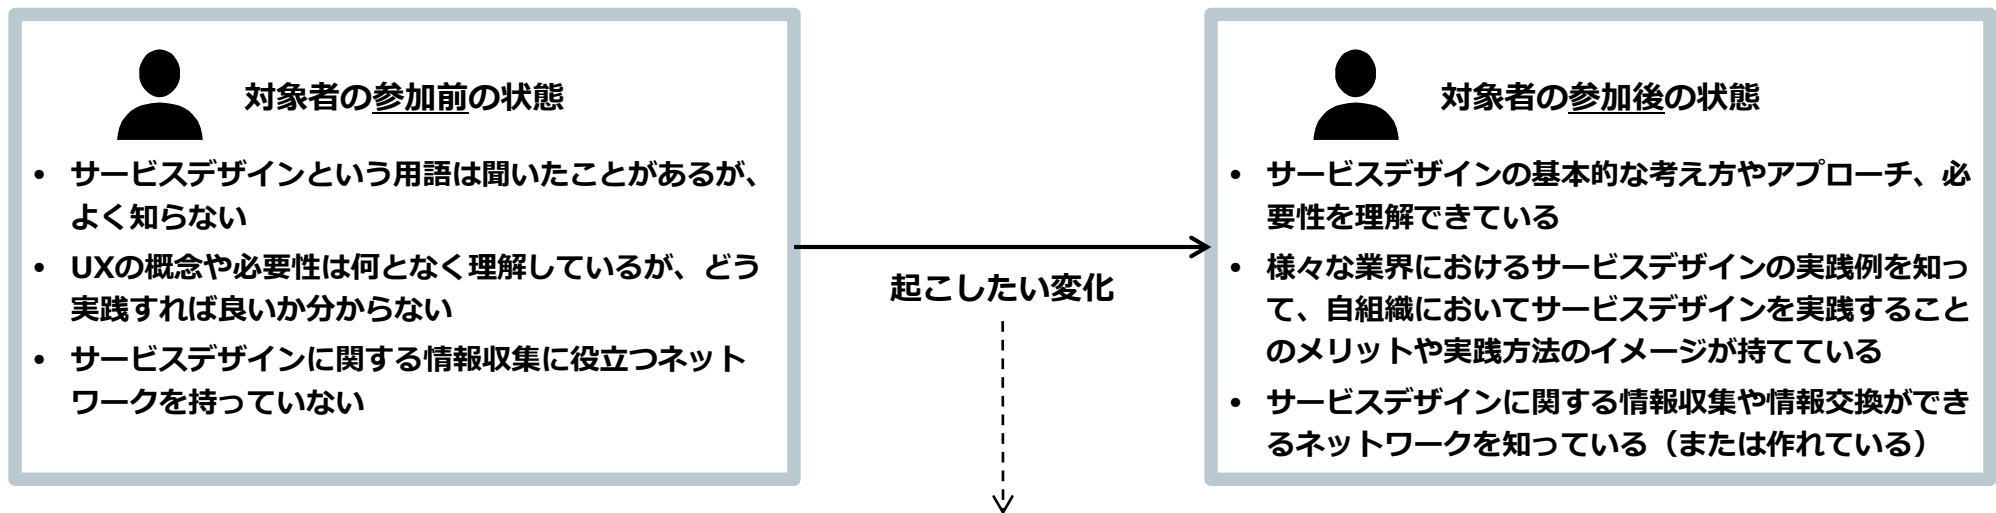 対象者の参加前の状態
• サービスデザインという用語は聞いたことがあるが、
よく知らない
• UXの概念や必要性は何となく理解しているが、どう
実践すれば良いか分からない
• サービスデザインに関する情報収集に役立つネット
ワークを持っていない
起こしたい変化
対象者の参加後の状態
• サービスデザインの基本的な考え方やアプローチ、必
要性を理解できている
• 様々な業界におけるサービスデザインの実践例を知っ
て、自組織においてサービスデザインを実践すること
のメリットや実践方法のイメージが持てている
• サービスデザインに関する情報収集や情報交換ができ
るネットワークを知っている（または作れている）